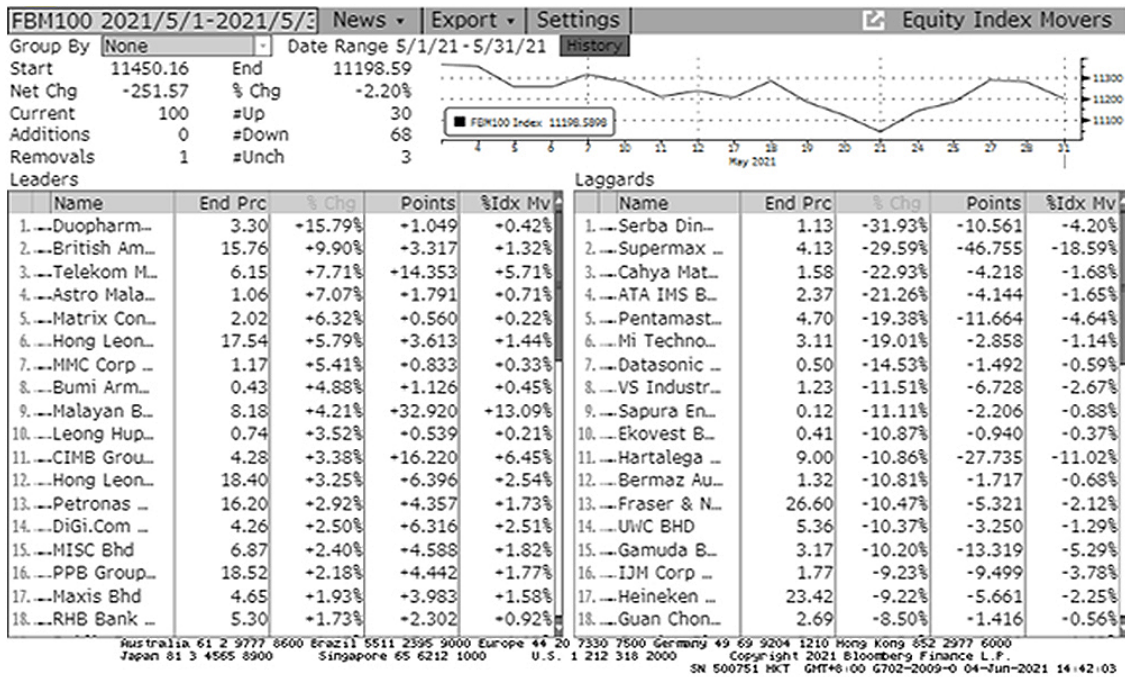 FBM100 2021/5/1-2021/5/3 News Export Settings Equity Index Movers
Group By None Date Range 5/1/21 - 5/31/21 History
Start 11450.16 End 11198.59
Net Chg -251.57 % Chg -2.20%
Current 100 #Up 30
Additions 0 #Down 68
Removals 1 #Unch 3
11300
11200
11100
FBM100 Index 11198.5898
4 5 6 7 10 11 12 17 18 19 20 21 24 25 27 28 31
May 2021
Leaders
Name End Prc % Chg Points %Idx Mv
1. Duopharm... 3.30 +15.79% +1.049 +0.42%
2. British Am... 15.76 +9.90% +3.317 +1.32%
3. Telekom M... 6.15 +7.71% +14.353 +5.71%
4. Astro Mala... 1.06 +7.07% +1.791 +0.71%
5. Matrix Con... 2.02 +6.32% +0.560 +0.22%
6. Hong Leon... 17.54 +5.79% +3.613 +1.44%
7. MMC Corp ... 1.17 +5.41% +0.833 +0.33%
8. Bumi Arm... 0.43 +4.88% +1.126 +0.45%
9. Malayan B... 8.18 +4.21% +32.920 +13.09%
10. Leong Hup... 0.74 +3.52% +0.539 +0.21%
11. CIMB Grou... 4.28 +3.38% +16.220 +6.45%
12. Hong Leon... 18.40 +3.25% +6.396 +2.54%
13. Petronas ... 16.20 +2.92% +4.357 +1.73%
14. DiGi.Com ... 4.26 +2.50% +6.316 +2.51%
15. MISC Bhd 6.87 +2.40% +4.588 +1.82%
16. PPB Group... 18.52 +2.18% +4.442 +1.77%
17. Maxis Bhd 4.65 +1.93% +3.983 +1.58%
18. RHB Bank ... 5.30 +1.73% +2.302 +0.92%
Laggards
Name End Prc % Chg Points %Idx Mv
1. Serba Din... 1.13 -31.93% -10.561 -4.20%
2. Supermax ... 4.13 -29.59% -46.755 -18.59%
3. Cahya Mat... 1.58 -22.93% -4.218 -1.68%
4. ATA IMS B... 2.37 -21.26% -4.144 -1.65%
5. Pentamast... 4.70 -19.38% -11.664 -4.64%
6. Mi Techno... 3.11 -19.01% -2.858 -1.14%
7. Datasonic ... 0.50 -14.53% -1.492 -0.59%
8. VS Industr... 1.23 -11.51% -6.728 -2.67%
9. Sapura En... 0.12 -11.11% -2.206 -0.88%
10. Ekovest B... 0.41 -10.87% -0.940 -0.37%
11. Hartalega ... 9.00 -10.86% -27.735 -11.02%
12. Bermaz Au... 1.32 -10.81% -1.717 -0.68%
13. Fraser & N... 26.60 -10.47% -5.321 -2.12%
14. UWC BHD 5.36 -10.37% -3.250 -1.29%
15. Gamuda B... 3.17 -10.20% -13.319 -5.29%
16. IJM Corp ... 1.77 -9.23% -9.499 -3.78%
17. Heineken ... 23.42 -9.22% -5.661 -2.25%
18. Guan Chon... 2.69 -8.50% -1.416 -0.56%
Australia 61 2 9777 8600 Brazil 5511 2395 9000 Europe 44 20 7330 7500 Germany 49 69 9204 1210 Hong Kong 852 2977 6000
Japan 81 3 4565 8900 Singapore 65 6212 1000 U.S. 1 212 318 2000 Copyright 2021 Bloomberg Finance L.P.
SN 500751 HKT GMT+8:00 G702-2009-0 04-Jun-2021 14:42:03